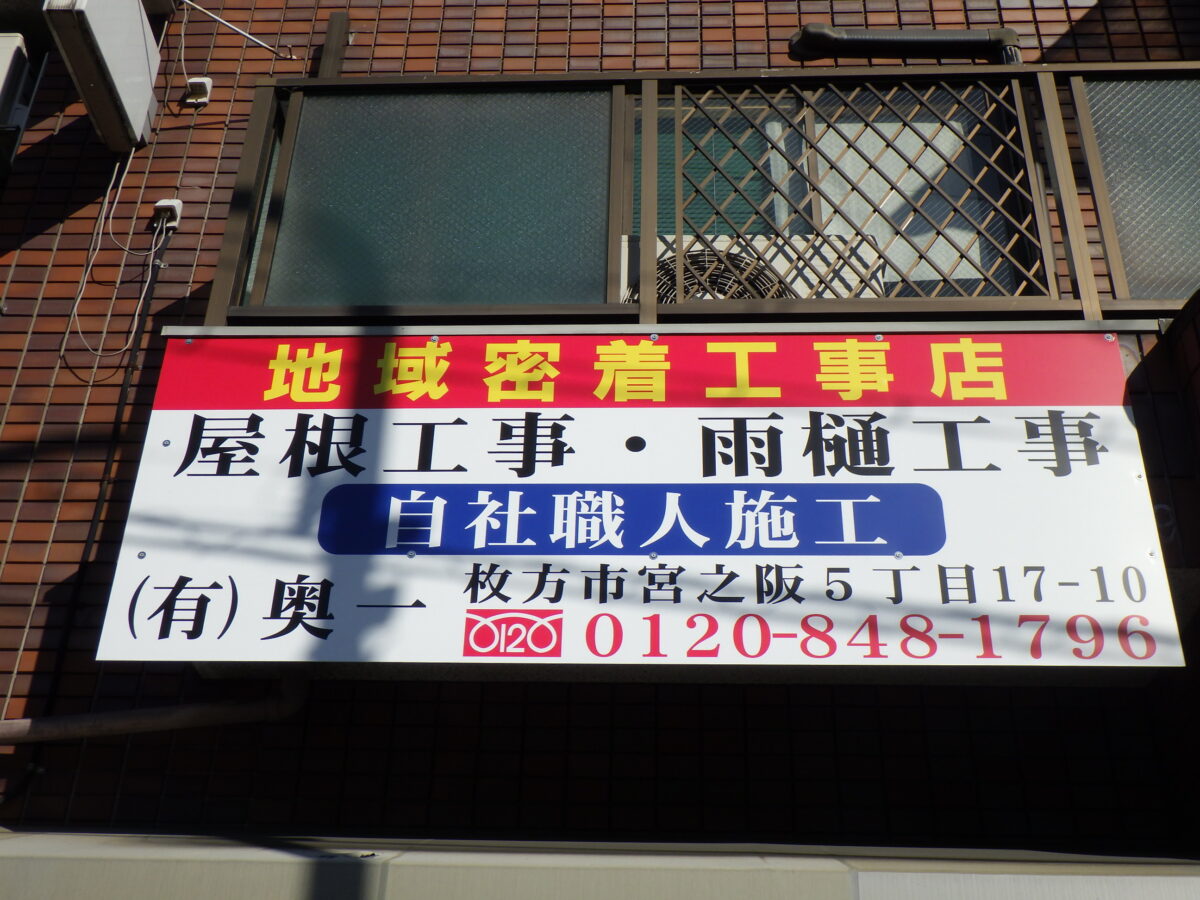 地域密着工事店
屋根工事・雨樋工事
自社職人施工
(有)奥一
枚方市宮之阪5丁目17-10
0120 0120-848-1796